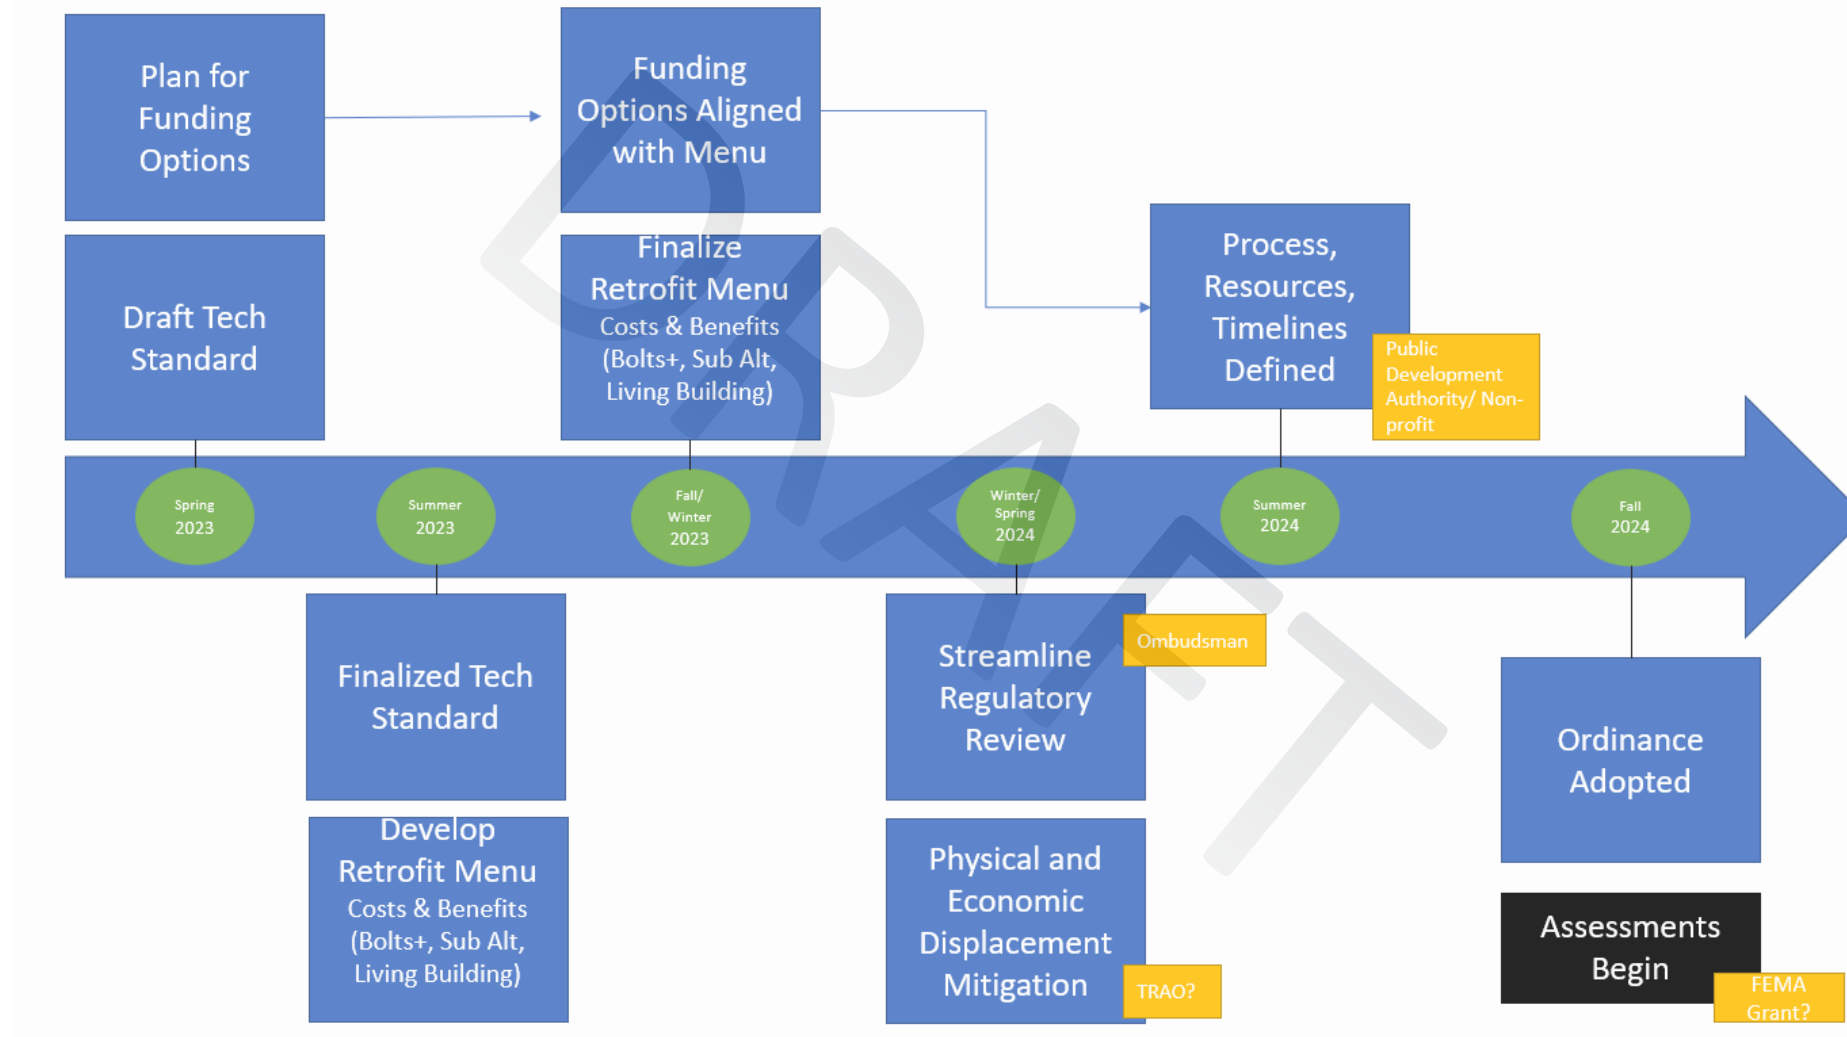 Plan for
Funding
Options
Funding
Options Aligned
with Menu
Draft Tech
Standard
Finalize
Retrofit Menu
Costs & Benefits
(Bolts+, Sub Alt,
Living Building)
Process,
Resources,
Timelines
Defined
Public
Development
Authority/ Non-
profit
Spring
2023
Summer
2023
Fall/
Winter
2023
Winter/
Spring
2024
Summer
2024
Fall
2024
Finalized Tech
Standard
Develop
Retrofit Menu
Costs & Benefits
(Bolts+, Sub Alt,
Living Building)
Streamline
Regulatory
Review
Ombudsman
Physical and
Economic
Displacement
Mitigation
TRAO?
Ordinance
Adopted
Assessments
Begin
FEMA
Grant?
DRAFT